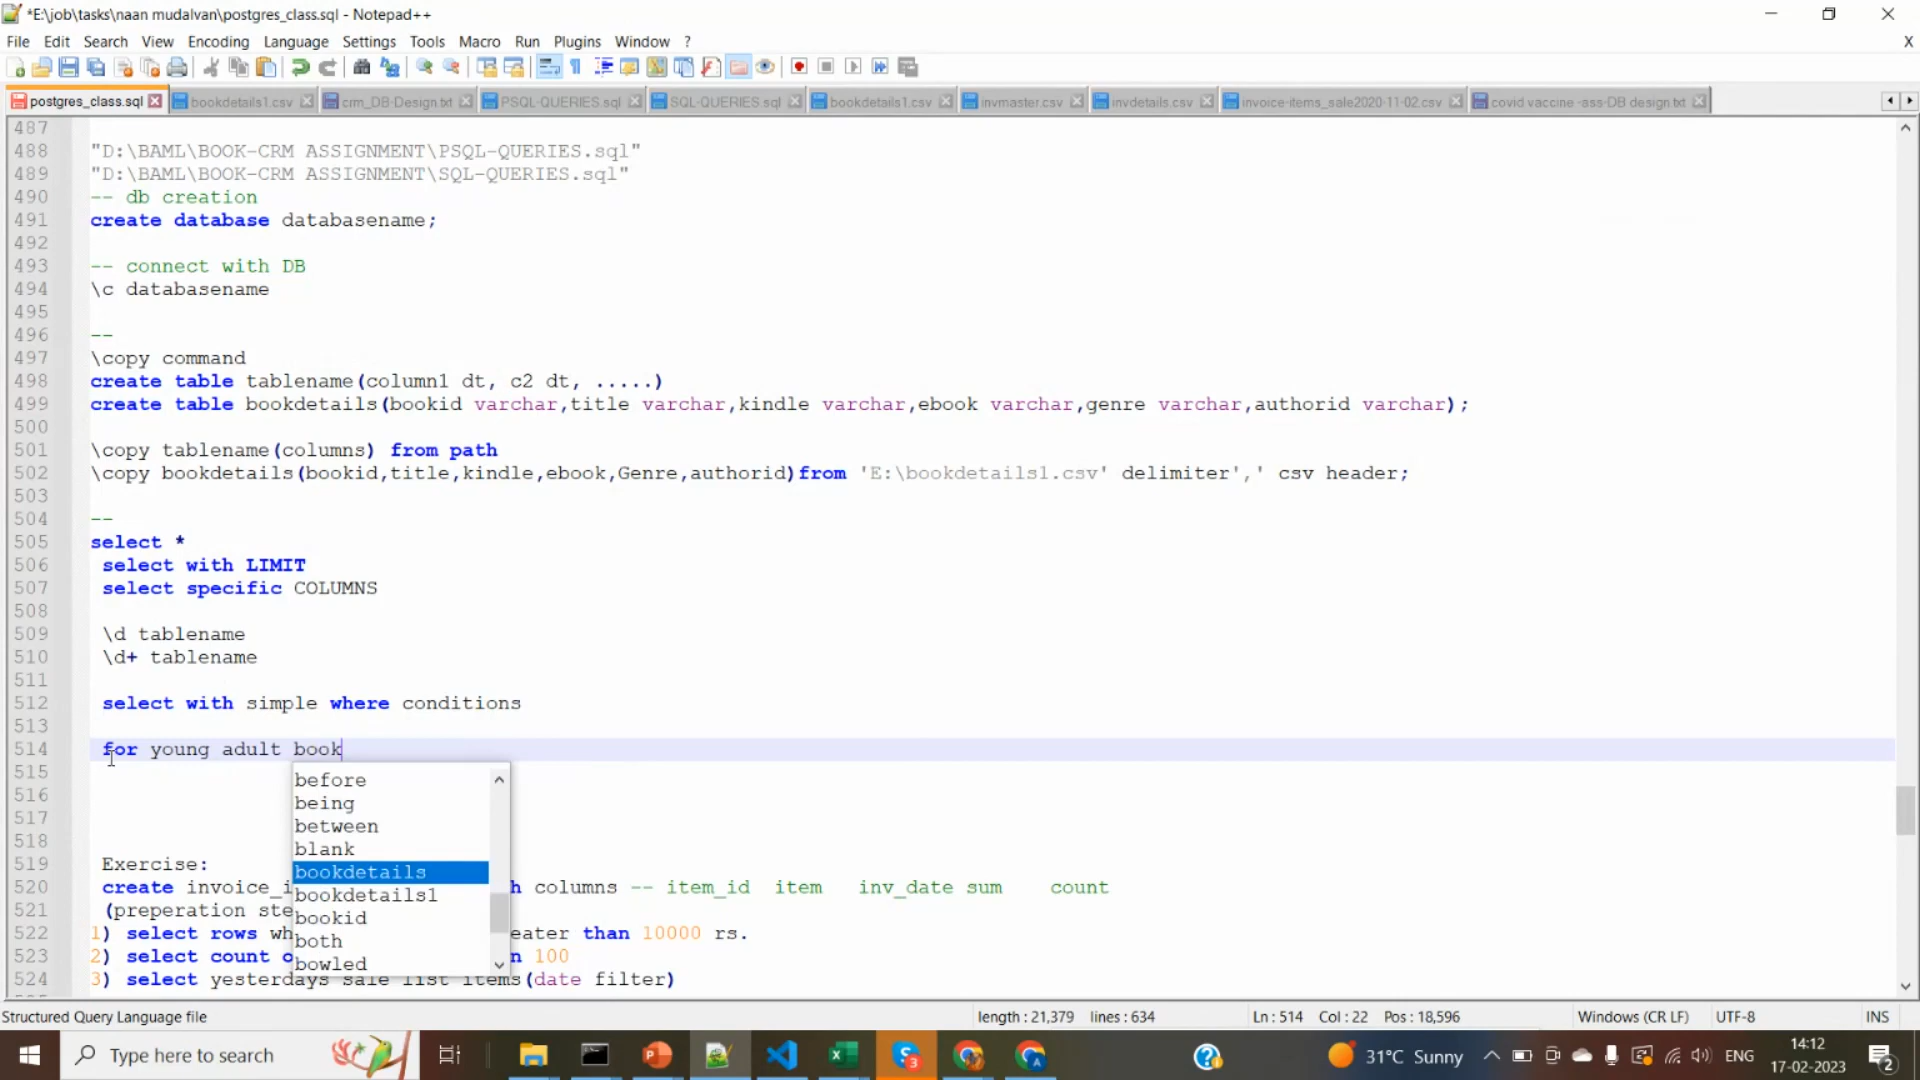 *E:\job\tasks\naan mudalvan\postgres_class.sql - Notepad++
File Edit Search View Encoding Language Settings Tools Macro Run Plugins Window ?
X
postgres_class.sql bookdetails1.csv crm_DB-Design.txt PSQL-QUERIES.sql SQL-QUERIES.sql bookdetails1.csv invmaster.csv invdetails.csv invoice-items_sale2020-11-02.csv covid vaccine -ass-DB design.txt
487
488 "D:\BAML\BOOK-CRM ASSIGNMENT\PSQL-QUERIES.sql"
489 "D:\BAML\BOOK-CRM ASSIGNMENT\SQL-QUERIES.sql"
490 -- db creation
491 create database databasename;
492
493 -- connect with DB
494 \c databasename
495
496 --
497 \copy command
498 create table tablename(column1 dt, c2 dt, .....)
499 create table bookdetails(bookid varchar,title varchar,kindle varchar,ebook varchar,genre varchar,authorid varchar);
500
501 \copy tablename(columns) from path
502 \copy bookdetails(bookid,title,kindle,ebook,Genre,authorid)from 'E:\bookdetails1.csv' delimiter',' csv header;
503
504 --
505 select *
506 select with LIMIT
507 select specific COLUMNS
508
509 \d tablename
510 \d+ tablename
511
512 select with simple where conditions
513
514 for young adult book
515
516
517
518
519 Exercise:
520 create invoice_i h columns -- item_id item inv_date sum count
521 (preperation ste
522 1) select rows wh eater than 10000 rs.
523 2) select count o n 100
524 3) select yesterdays sale list items(date filter)
before
being
between
blank
bookdetails
bookdetails1
bookid
both
bowled
Structured Query Language file length : 21,379 lines : 634 Ln : 514 Col : 22 Pos : 18,596 Windows (CR LF) UTF-8 INS
Type here to search 31°C Sunny ENG
14:12
17-02-2023